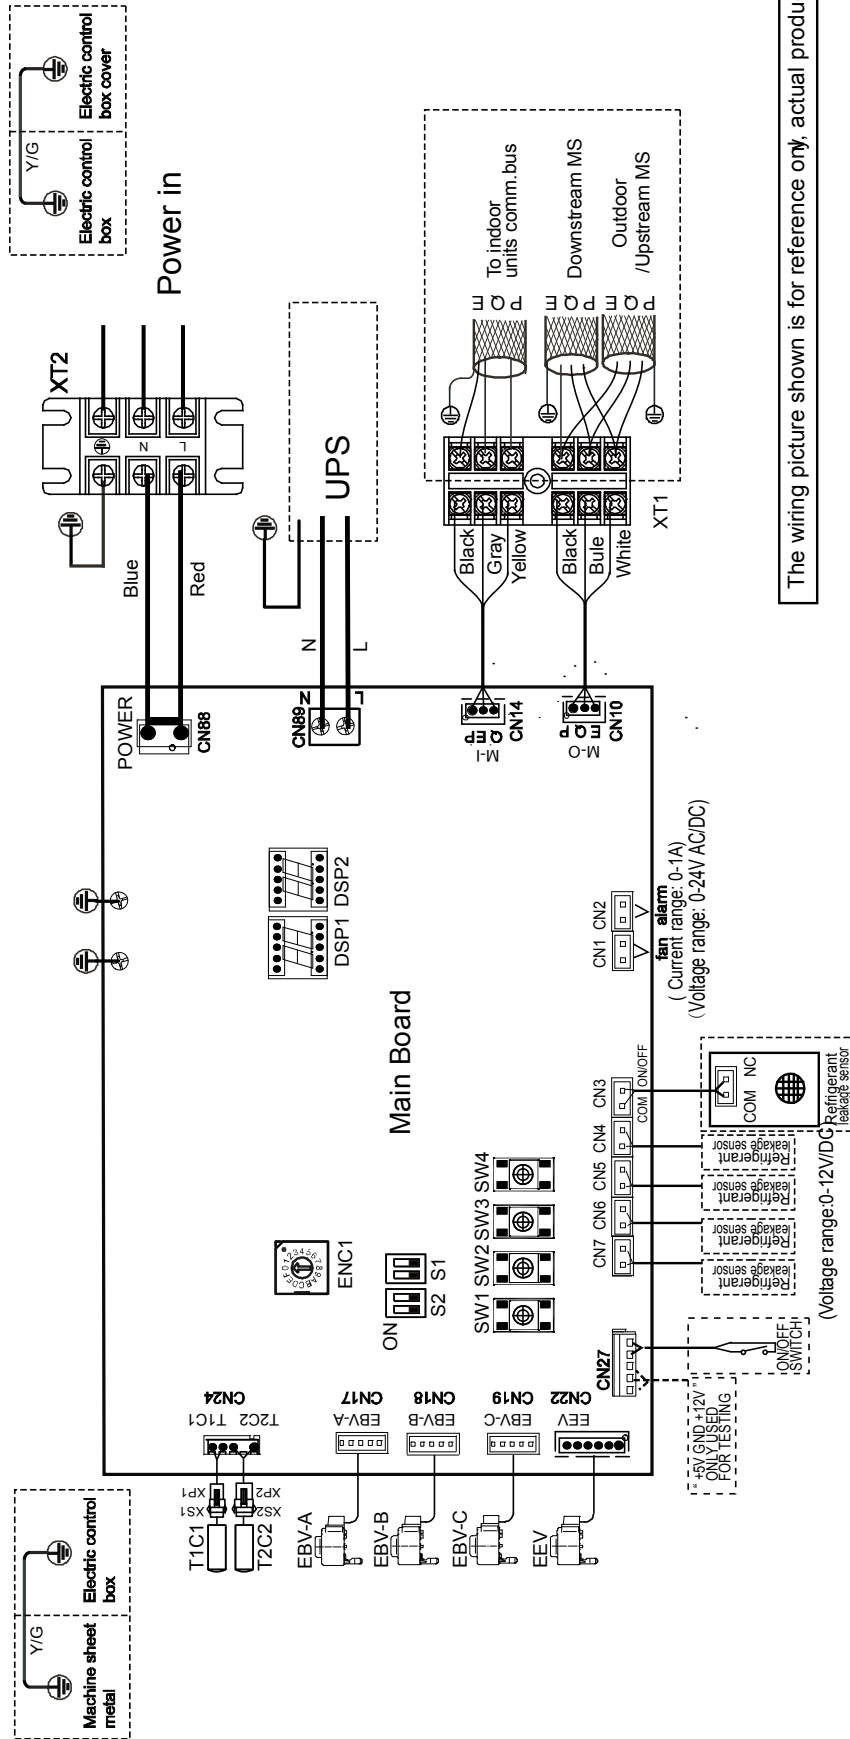 Electric control
box cover
Y/G
Electric control
box
Power in
XT2
N
L
Blue
Red
UPS
N
L
To indoor
units comm.bus
P Q E
Downstream MS
P Q E
Outdoor
/Upstream MS
P Q E
XT1
Black
Gray
Yellow
Black
Bule
White
The wiring picture shown is for reference only, actual produ
POWER
CN88
CN89
N
L
Q E P
M-I
CN14
P Q E
M-O
CN10
DSP1
DSP2
Main Board
CN1
CN2
fan alarm
( Current range: 0-1A)
(Voltage range: 0-24V AC/DC)
ENC1
0123456789ABCDEF
ON
S2
S1
SW1
SW2
SW3
SW4
CN7
CN6
CN5
CN4
CN3
COM
ON/OFF
COM
NC
Refrigerant
leakage sensor
Refrigerant
leakage sensor
Refrigerant
leakage sensor
Refrigerant
leakage sensor
Refrigerant
leakage sensor
(Voltage range:0-12V/DC)
CN27
ON/OFF
SWITCH
" +5V GND +12V "
ONLY USED
FOR TESTING
CN24
T1C1
T2C2
CN17
EBV-A
CN18
EBV-B
CN19
EBV-C
CN22
EEV
XP1
XS1
XP2
XS2
T1C1
T2C2
EBV-A
EBV-B
EBV-C
EEV
Electric control
box
Y/G
Machine sheet
metal